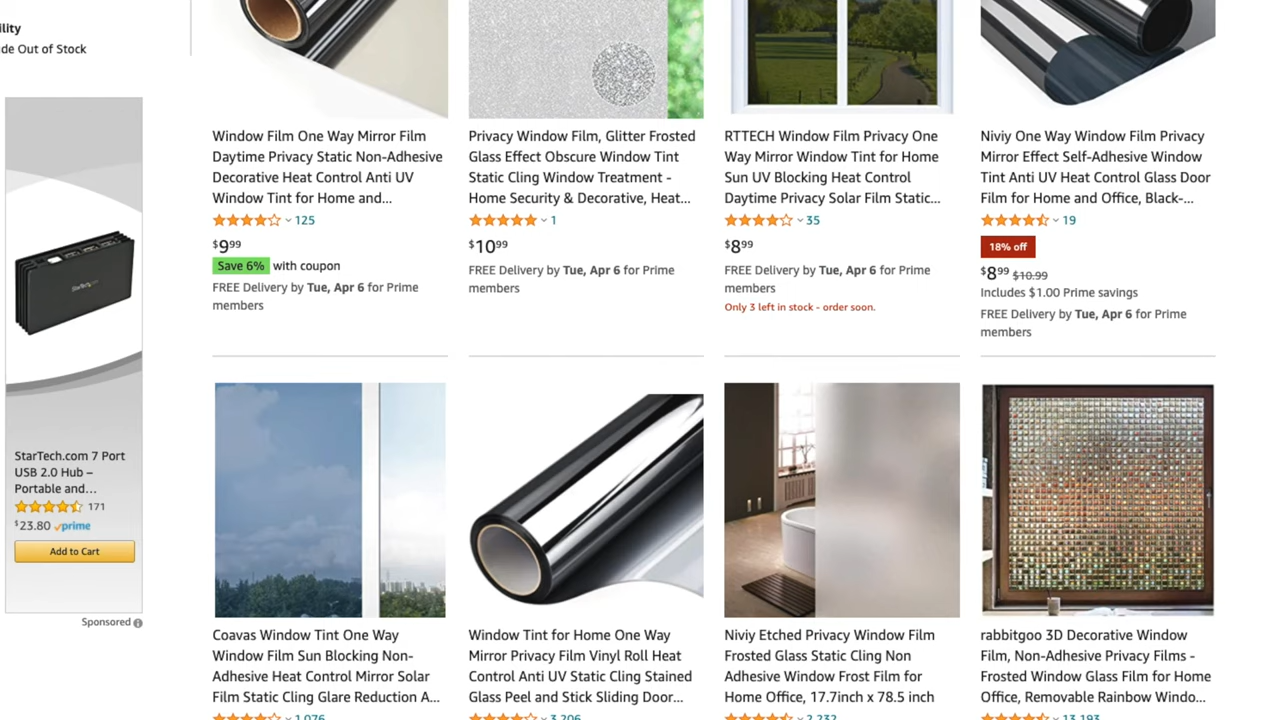 ility
de Out of Stock
Window Film One Way Mirror Film
Daytime Privacy Static Non-Adhesive
Decorative Heat Control Anti UV
Window Tint for Home and...
125
$9.99
Save 6% with coupon
FREE Delivery by Tue, Apr 6 for Prime
members
Privacy Window Film, Glitter Frosted
Glass Effect Obscure Window Tint
Static Cling Window Treatment -
Home Security & Decorative, Heat...
1
$10.99
FREE Delivery by Tue, Apr 6 for Prime
members
RTTECH Window Film Privacy One
Way Mirror Window Tint for Home
Sun UV Blocking Heat Control
Daytime Privacy Solar Film Static...
35
$8.99
FREE Delivery by Tue, Apr 6 for Prime
members
Only 3 left in stock - order soon.
Niviy One Way Window Film Privacy
Mirror Effect Self-Adhesive Window
Tint Anti UV Heat Control Glass Door
Film for Home and Office, Black-...
19
18% off
$8.99 $10.99
Includes $1.00 Prime savings
FREE Delivery by Tue, Apr 6 for Prime
members
StarTech.com
StarTech.com 7 Port
USB 2.0 Hub –
Portable and...
171
$23.80 prime
Add to Cart
Sponsored
Coavas Window Tint One Way
Window Film Sun Blocking Non-
Adhesive Heat Control Mirror Solar
Film Static Cling Glare Reduction A...
1,076
Window Tint for Home One Way
Mirror Privacy Film Vinyl Roll Heat
Control Anti UV Static Cling Stained
Glass Peel and Stick Sliding Door...
3,206
Niviy Etched Privacy Window Film
Frosted Glass Static Cling Non
Adhesive Window Frost Film for
Home Office, 17.7inch x 78.5 inch
2,232
rabbitgoo 3D Decorative Window
Film, Non-Adhesive Privacy Films -
Frosted Window Glass Film for Home
Office, Removable Rainbow Windo...
13,193